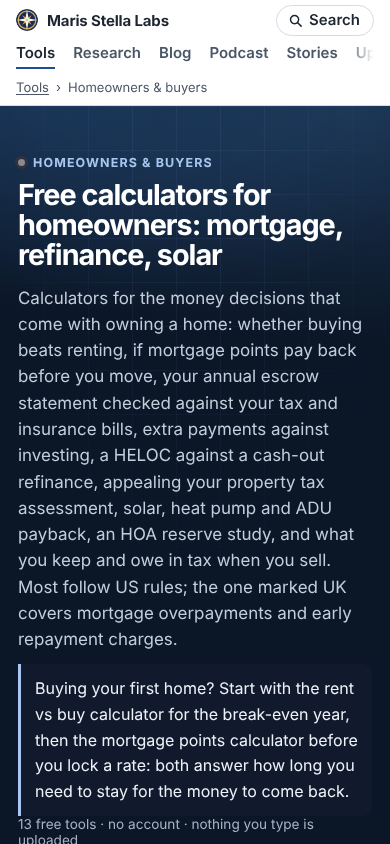 Maris Stella Labs
Search
Tools Research Blog Podcast Stories Up
Tools › Homeowners & buyers
HOMEOWNERS & BUYERS
Free calculators for
homeowners: mortgage,
refinance, solar
Calculators for the money decisions that
come with owning a home: whether buying
beats renting, if mortgage points pay back
before you move, your annual escrow
statement checked against your tax and
insurance bills, extra payments against
investing, a HELOC against a cash-out
refinance, appealing your property tax
assessment, solar, heat pump and ADU
payback, an HOA reserve study, and what
you keep and owe in tax when you sell.
Most follow US rules; the one marked UK
covers mortgage overpayments and early
repayment charges.
Buying your first home? Start with the rent
vs buy calculator for the break-even year,
then the mortgage points calculator before
you lock a rate: both answer how long you
need to stay for the money to come back.
13 free tools · no account · nothing you type is
uploaded